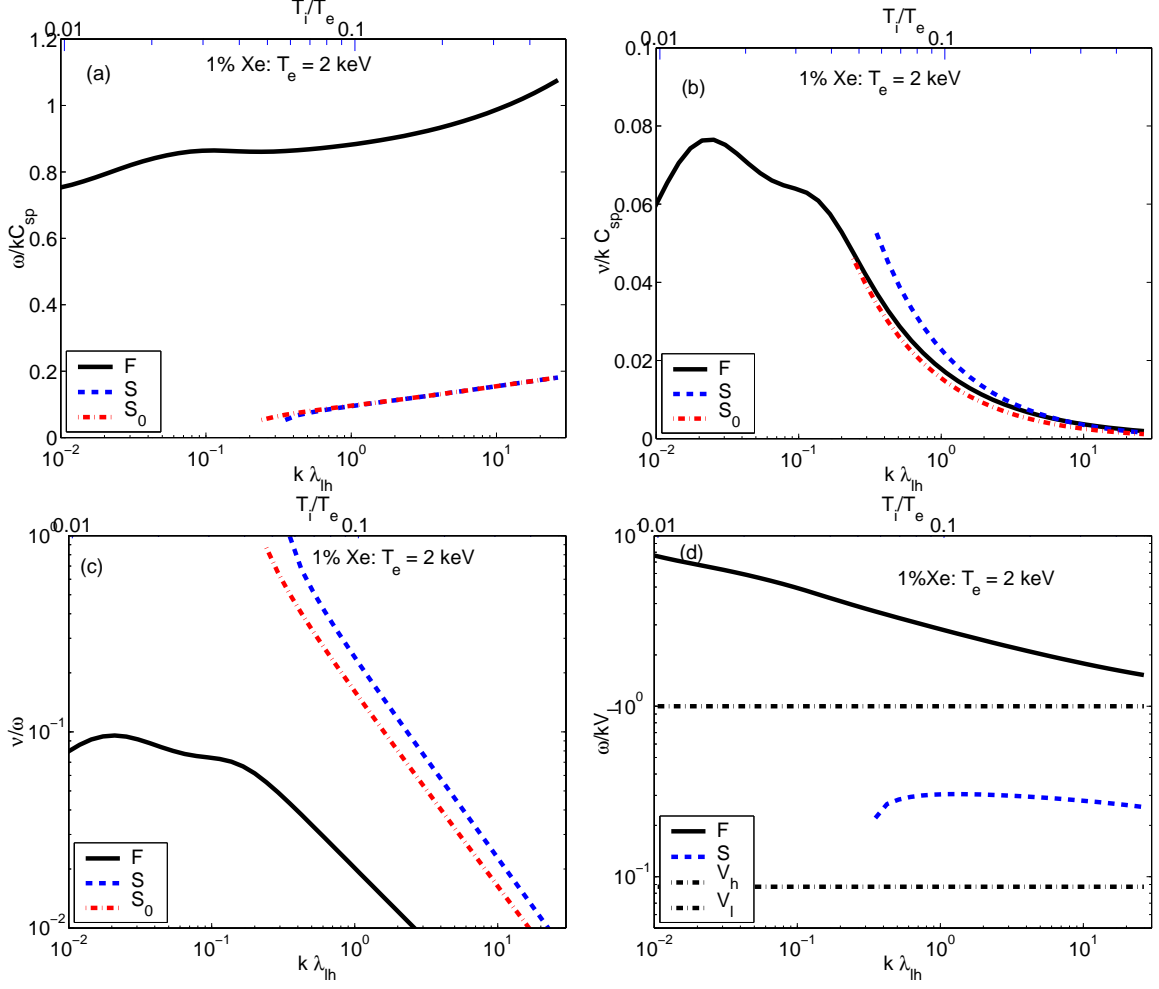 T_i/T_e
0.01 0.1
1.2
1
0.8
0.6
0.4
0.2
0
ω/kC_sp
(a)
1% Xe: T_e = 2 keV
F
S
S_0
10^-2 10^-1 10^0 10^1
k λ_lh
T_i/T_e
0.01 0.1
0.1
0.08
0.06
0.04
0.02
0
ν/k C_sp
(b)
1% Xe: T_e = 2 keV
F
S
S_0
10^-2 10^-1 10^0 10^1
k λ_lh
T_i/T_e
0.01 0.1
10^0
10^-1
10^-2
ν/ω
(c)
1% Xe: T_e = 2 keV
F
S
S_0
10^-2 10^-1 10^0 10^1
k λ_lh
T_i/T_e
0.01 0.1
10^1
10^0
10^-1
ω/kV_|
(d)
1%Xe: T_e = 2 keV
F
S
V_h
V_l
10^-2 10^-1 10^0 10^1
k λ_lh